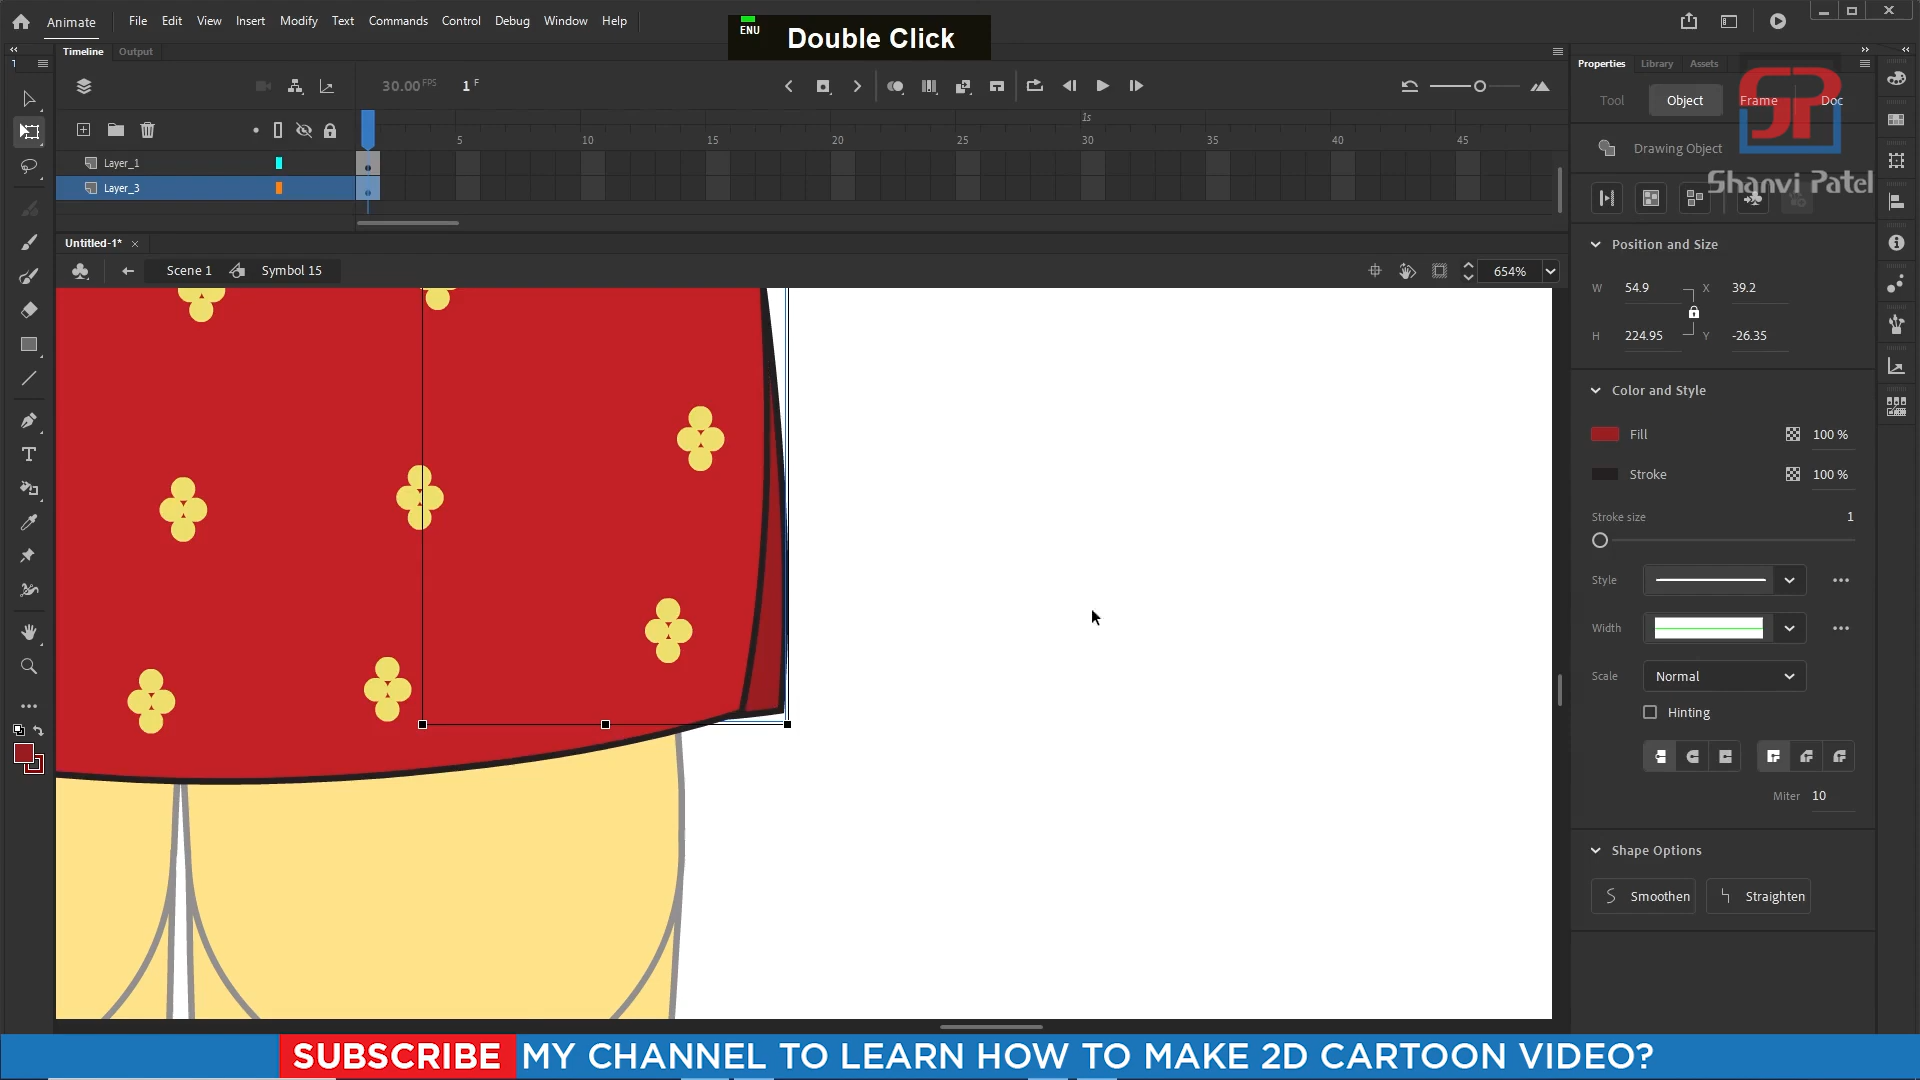 Animate
File Edit View Insert Modify Text Commands Control Debug Window Help
ENU
Double Click
Timeline Output
30.00 FPS 1 F
1s
5 10 15 20 25 30 35 40 45
Layer_1
Layer_3
Untitled-1* ×
Scene 1 Symbol 15
654%
Properties Library Assets
Tool Object Frame Doc
Drawing Object
Shanvi Patel
Position and Size
W 54.9 X 39.2
H 224.95 Y -26.35
Color and Style
Fill 100 %
Stroke 100 %
Stroke size 1
Style
Width
Scale Normal
Hinting
Miter 10
Shape Options
Smoothen Straighten
SUBSCRIBE MY CHANNEL TO LEARN HOW TO MAKE 2D CARTOON VIDEO?